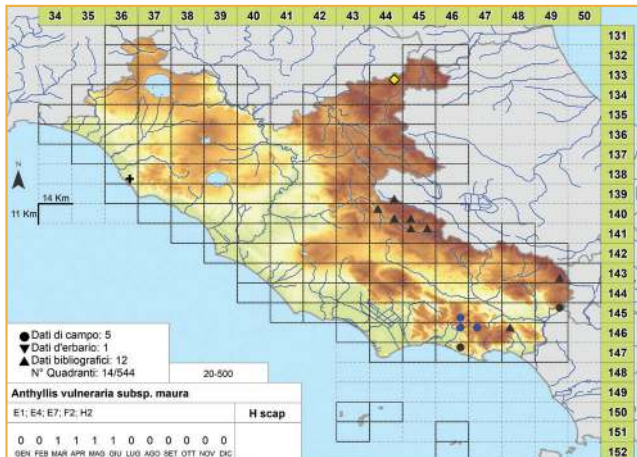 34 35 36 37 38 39 40 41 42 43 44 45 46 47 48 49 50
131
132
133
134
135
136
137
138
139
140
141
142
143
144
145
146
147
148
149
150
151
152
N
14 Km
11 Km
● Dati di campo: 5
▼ Dati d'erbario: 1
▲ Dati bibliografici: 12
N° Quadranti: 14/544
20-500
Anthyllis vulneraria subsp. maura
E1; E4; E7; F2; H2
H scap
0 0 1 1 1 1 0 0 0 0 0 0
GEN FEB MAR APR MAG GIU LUG AGO SET OTT NOV DIC